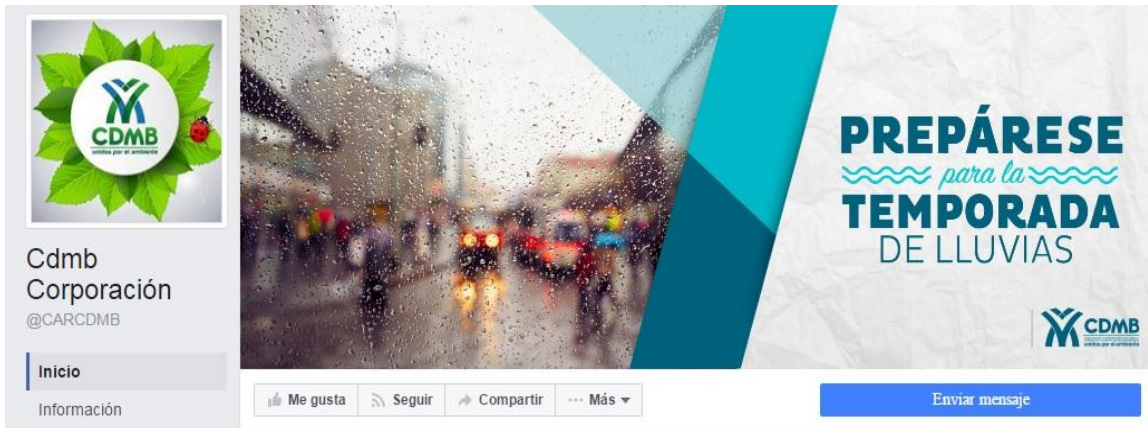 CDMB
unidos por el ambiente
Cdmb
Corporación
@CARCDMB
Inicio
Información
PREPÁRESE
para la
TEMPORADA
DE LLUVIAS
CDMB
unidos por el ambiente
Me gusta
Seguir
Compartir
Más
Enviar mensaje